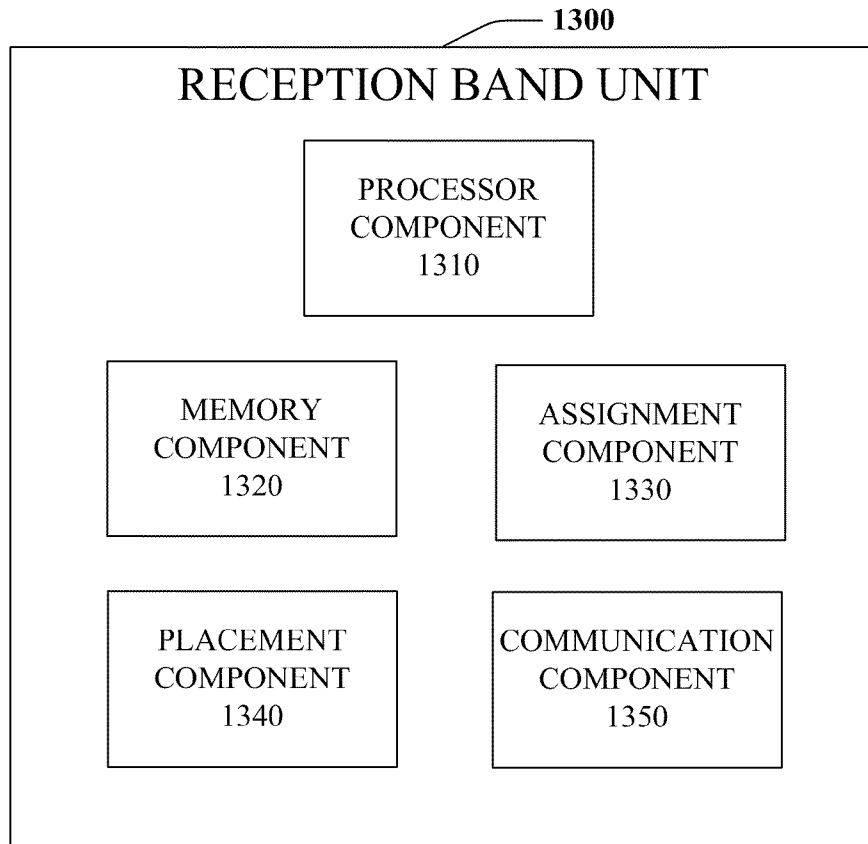 1300
RECEPTION BAND UNIT
PROCESSOR
COMPONENT
1310
MEMORY
COMPONENT
1320
ASSIGNMENT
COMPONENT
1330
PLACEMENT
COMPONENT
1340
COMMUNICATION
COMPONENT
1350